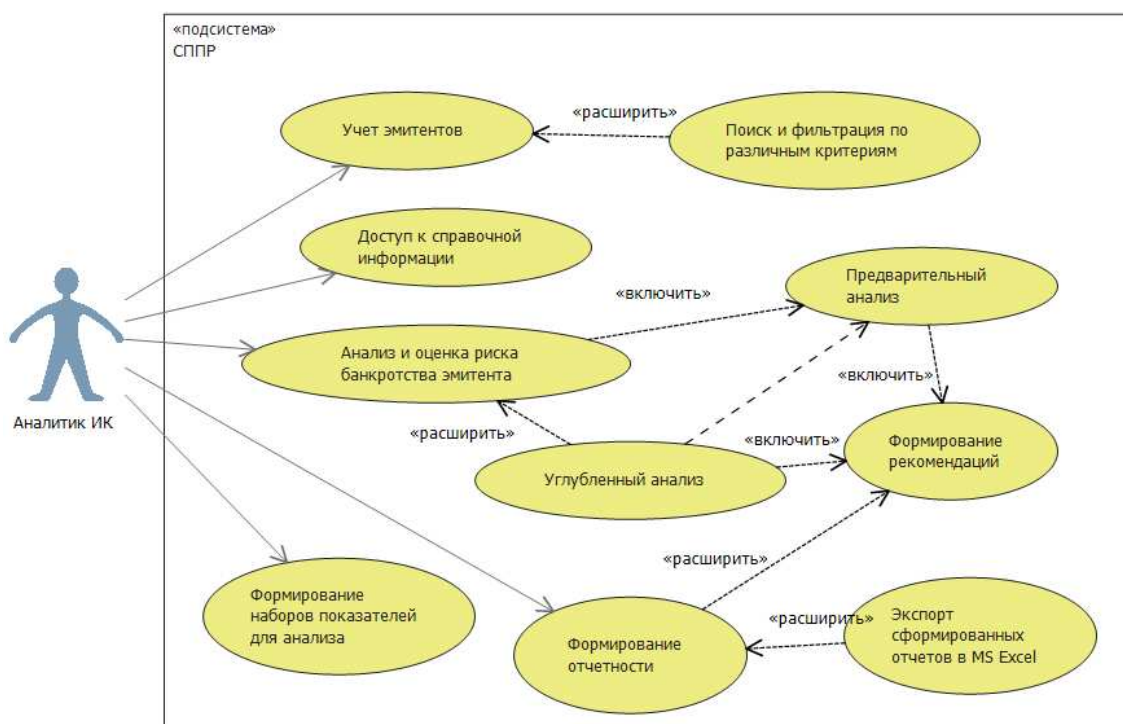 «подсистема»
СППР
Учет эмитентов
«расширить»
Поиск и фильтрация по
различным критериям
Доступ к справочной
информации
Предварительный
анализ
«включить»
Анализ и оценка риска
банкротства эмитента
«включить»
Аналитик ИК
«расширить»
«включить»
Формирование
рекомендаций
Углубленный анализ
«расширить»
Формирование
наборов показателей
для анализа
Формирование
отчетности
«расширить»
Экспорт
сформированных
отчетов в MS Excel